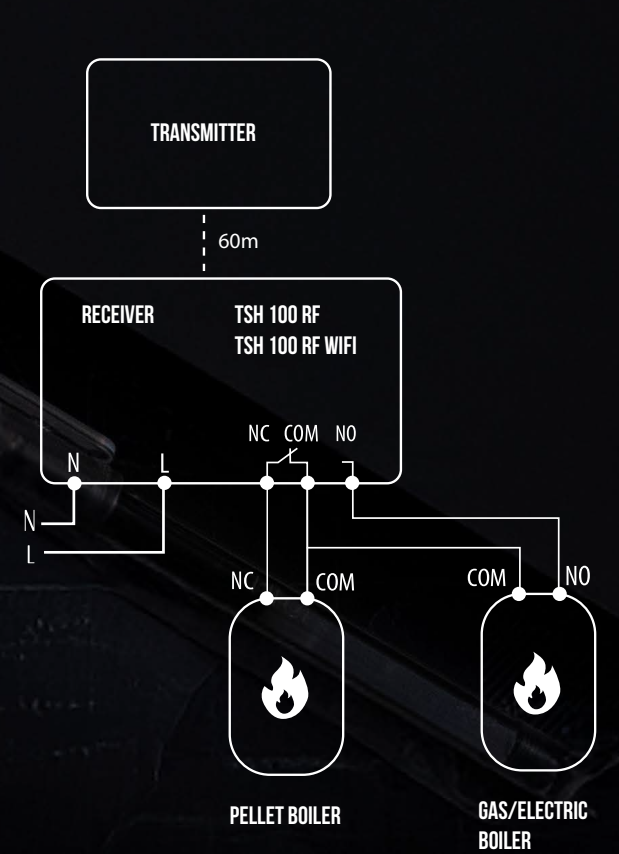 TRANSMITTER
60m
RECEIVER
TSH 100 RF
TSH 100 RF WIFI
NC COM NO
N L
N
L
NC COM
COM NO
PELLET BOILER
GAS/ELECTRIC
BOILER